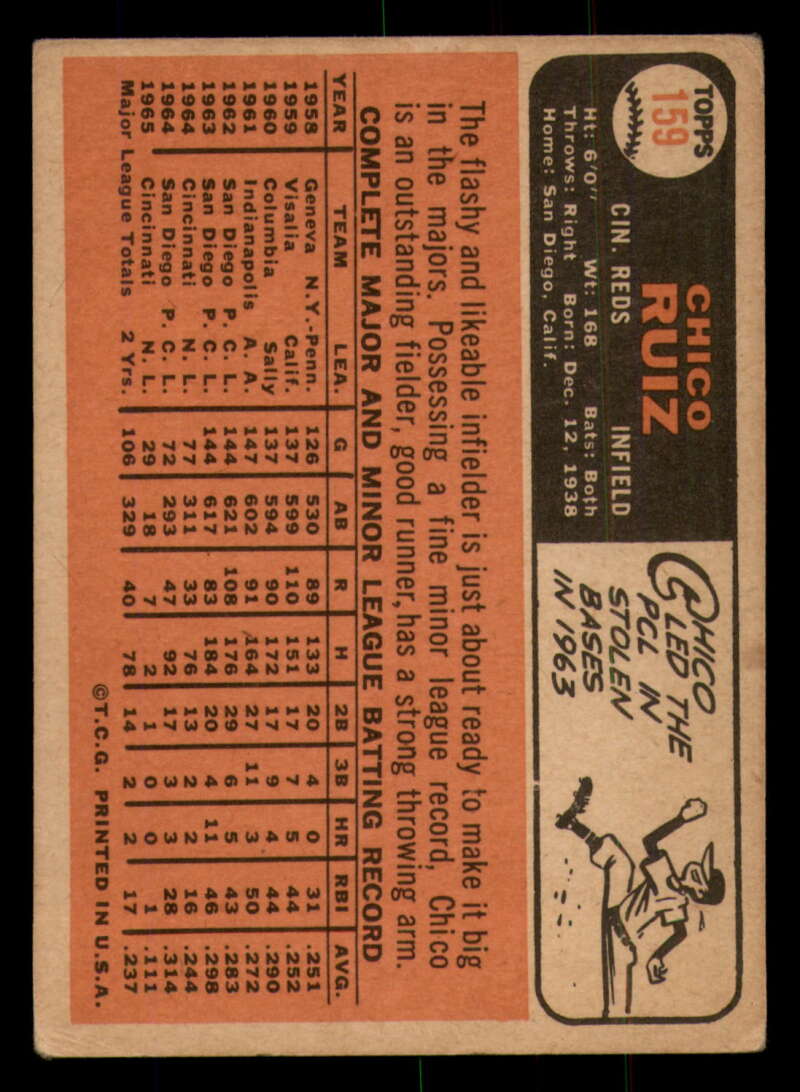 TOPPS
159
CHICO
RUIZ
CIN. REDS INFIELD
Ht: 6'0" Wt: 168 Bats: Both
Throws: Right Born: Dec. 12, 1938
Home: San Diego, Calif.
CHICO
LED THE
PCL IN
STOLEN
BASES
IN 1963
The flashy and likeable infielder is just about ready to make it big
in the majors. Possessing a fine minor league record, Chico
is an outstanding fielder, good runner, has a strong throwing arm.
COMPLETE MAJOR AND MINOR LEAGUE BATTING RECORD
YEAR TEAM LEA. G AB R H 2B 3B HR RBI AVG.
1958 Geneva N.Y.-Penn. 126 530 89 133 20 4 0 31 .251
1959 Visalia Calif. 137 599 110 151 17 7 5 44 .252
1960 Columbia Sally 137 594 90 172 17 9 4 44 .290
1961 Indianapolis A. A. 147 602 91 164 27 11 3 50 .272
1962 San Diego P. C. L. 144 621 108 176 29 6 5 43 .283
1963 San Diego P. C. L. 144 617 83 184 20 4 11 46 .298
1964 Cincinnati N. L. 77 311 33 76 13 2 2 16 .244
1964 San Diego P. C. L. 72 293 47 92 17 3 3 28 .314
1965 Cincinnati N. L. 29 18 7 2 1 0 0 1 .111
Major League Totals 2 Yrs. 106 329 40 78 14 2 2 17 .237
©T.C.G. PRINTED IN U.S.A.